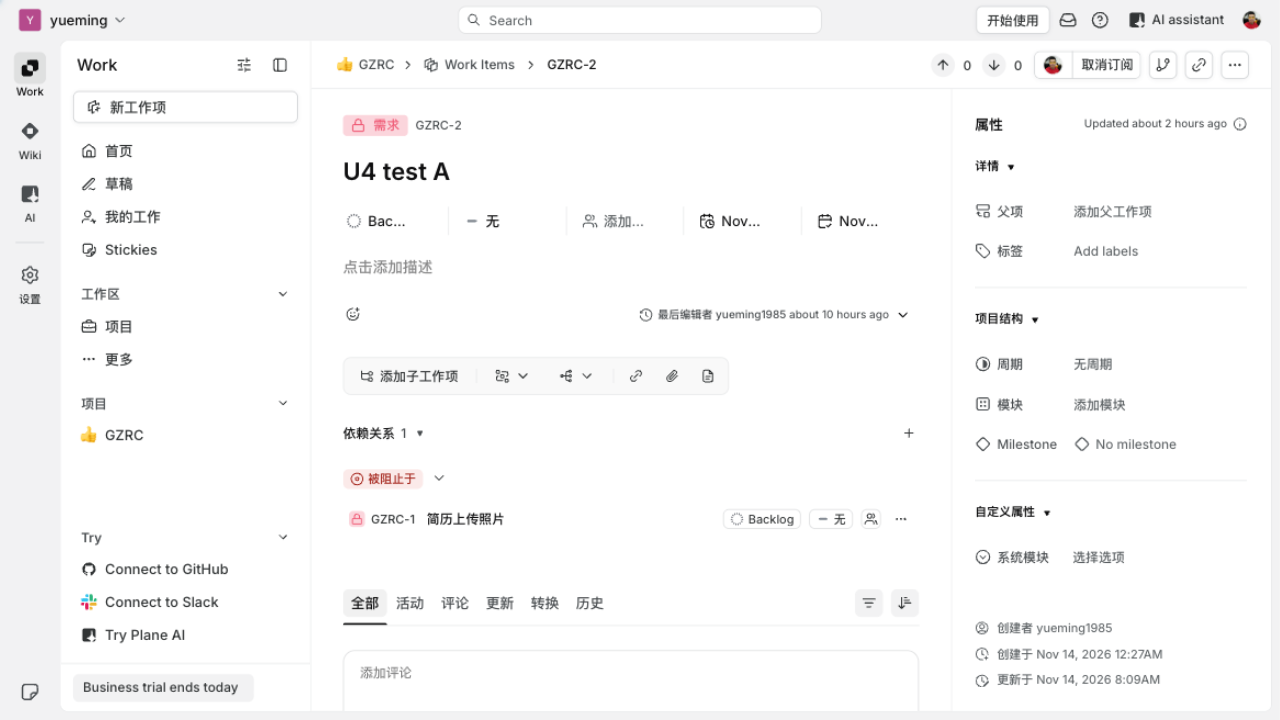 Y yueming
Search
开始使用
AI assistant
Work
Wiki
AI
设置
Work
新工作项
首页
草稿
我的工作
Stickies
工作区
项目
更多
项目
GZRC
Try
Connect to GitHub
Connect to Slack
Try Plane AI
Business trial ends today
GZRC
Work Items
GZRC-2
0
0
取消订阅
需求 GZRC-2
U4 test A
Bac...
无
添加...
Nov...
Nov...
点击添加描述
最后编辑者 yueming1985 about 10 hours ago
添加子工作项
依赖关系 1
被阻止于
GZRC-1 简历上传照片
Backlog
无
全部 活动 评论 更新 转换 历史
添加评论
属性
Updated about 2 hours ago
详情
父项 添加父工作项
标签 Add labels
项目结构
周期 无周期
模块 添加模块
Milestone No milestone
自定义属性
系统模块 选择选项
创建者 yueming1985
创建于 Nov 14, 2026 12:27AM
更新于 Nov 14, 2026 8:09AM